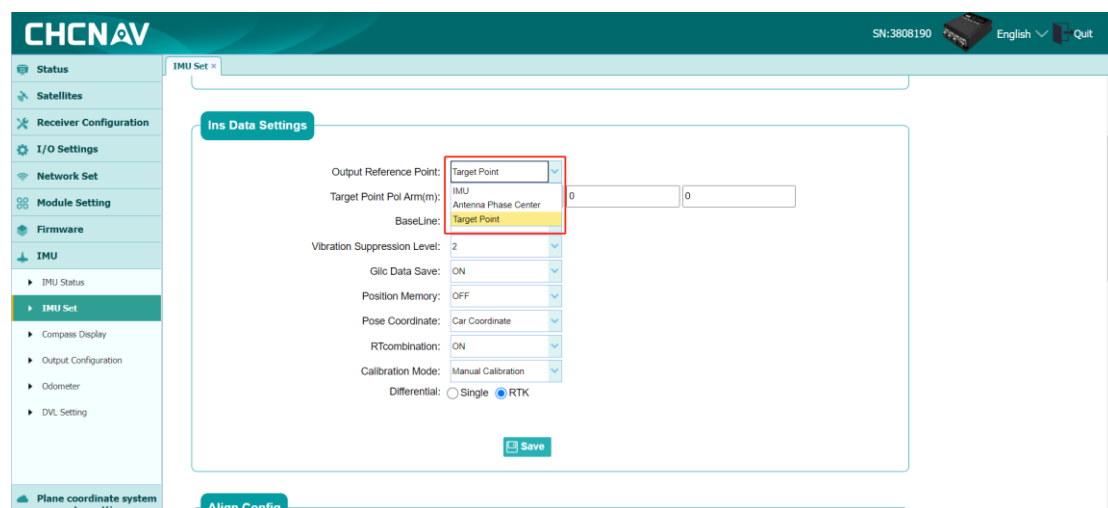 CHCNAV
SN:3808190
English
Quit
Status
Satellites
Receiver Configuration
I/O Settings
Network Set
Module Setting
Firmware
IMU
IMU Status
IMU Set
Compass Display
Output Configuration
Odometer
DVL Setting
Plane coordinate system
IMU Set ×
Ins Data Settings
Output Reference Point: Target Point
IMU
Antenna Phase Center
Target Point
Target Point Pol Arm(m): 0 0
BaseLine:
Vibration Suppression Level: 2
Gilc Data Save: ON
Position Memory: OFF
Pose Coordinate: Car Coordinate
RTcombination: ON
Calibration Mode: Manual Calibration
Differential: Single RTK
Save
Align Config